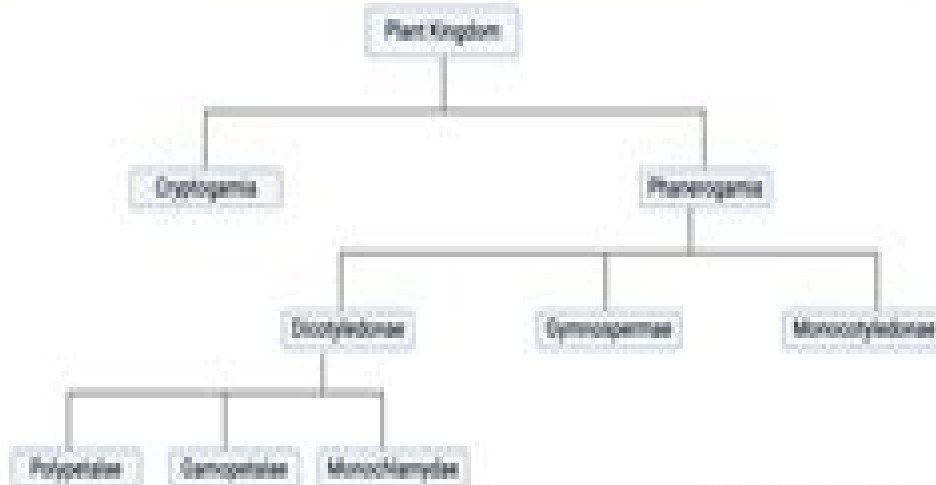 Plant Kingdom
Cryptogamia
Phanerogamia
Dicotyledonae
Gymnospermae
Monocotyledonae
Polypetalae
Gamopetalae
Monochlamydae